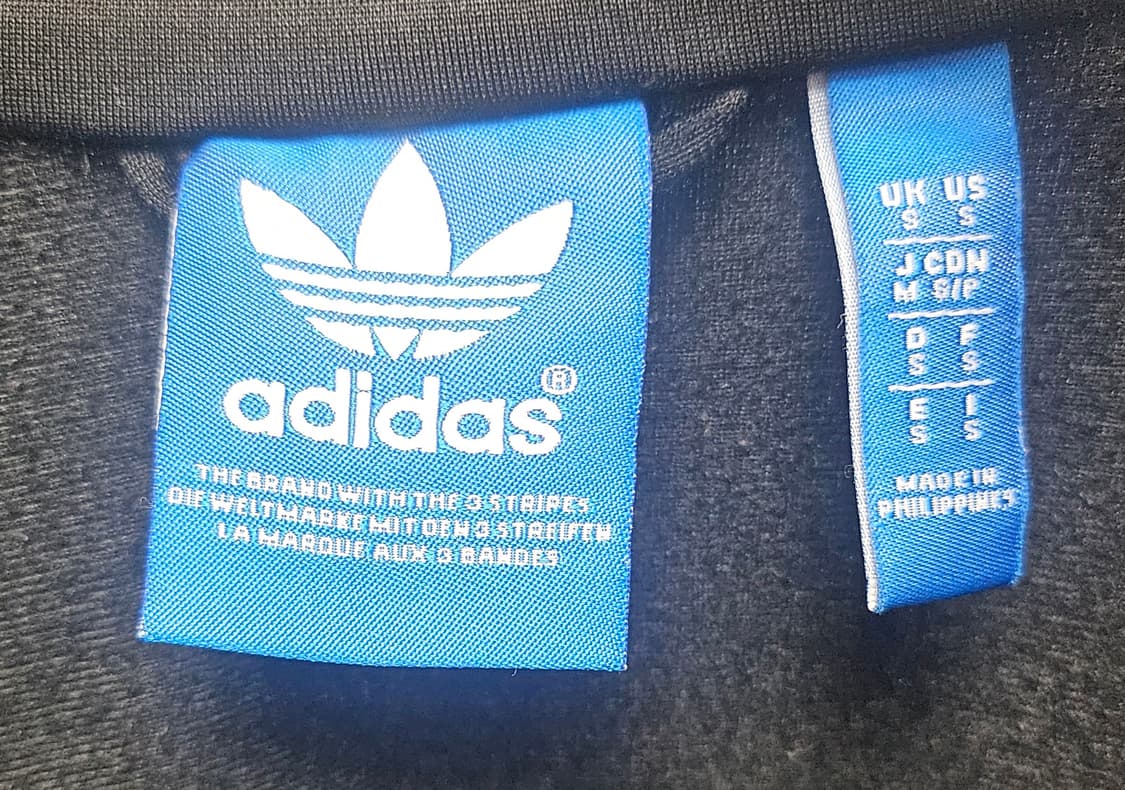 adidas®
THE BRAND WITH THE 3 STRIPES
DIE WELTMARKE MIT DEN 3 STREIFEN
LA MARQUE AUX 3 BANDES
UK US
S S
J CDN
M S/P
D F
S S
E I
S S
MADE IN
PHILIPPINES